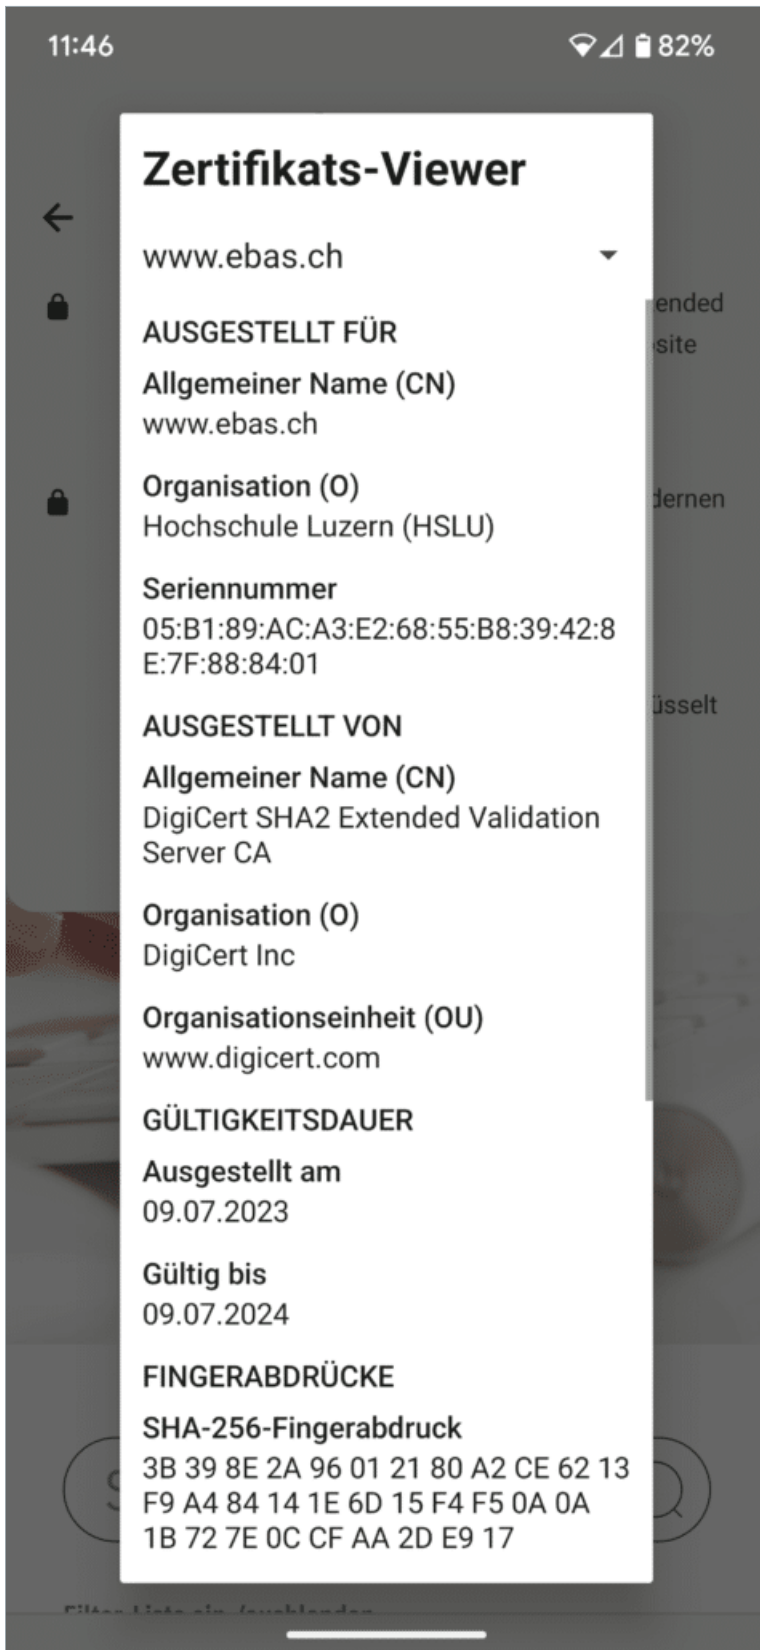 11:46
82%
Zertifikats-Viewer
www.ebas.ch
ended
site
AUSGESTELLT FÜR
Allgemeiner Name (CN)
www.ebas.ch
Organisation (O)
dernen
Hochschule Luzern (HSLU)
Seriennummer
05:B1:89:AC:A3:E2:68:55:B8:39:42:8
E:7F:88:84:01
üsselt
AUSGESTELLT VON
Allgemeiner Name (CN)
DigiCert SHA2 Extended Validation
Server CA
Organisation (O)
DigiCert Inc
Organisationseinheit (OU)
www.digicert.com
GÜLTIGKEITSDAUER
Ausgestellt am
09.07.2023
Gültig bis
09.07.2024
FINGERABDRÜCKE
SHA-256-Fingerabdruck
3B 39 8E 2A 96 01 21 80 A2 CE 62 13
F9 A4 84 14 1E 6D 15 F4 F5 0A 0A
1B 72 7E 0C CF AA 2D E9 17